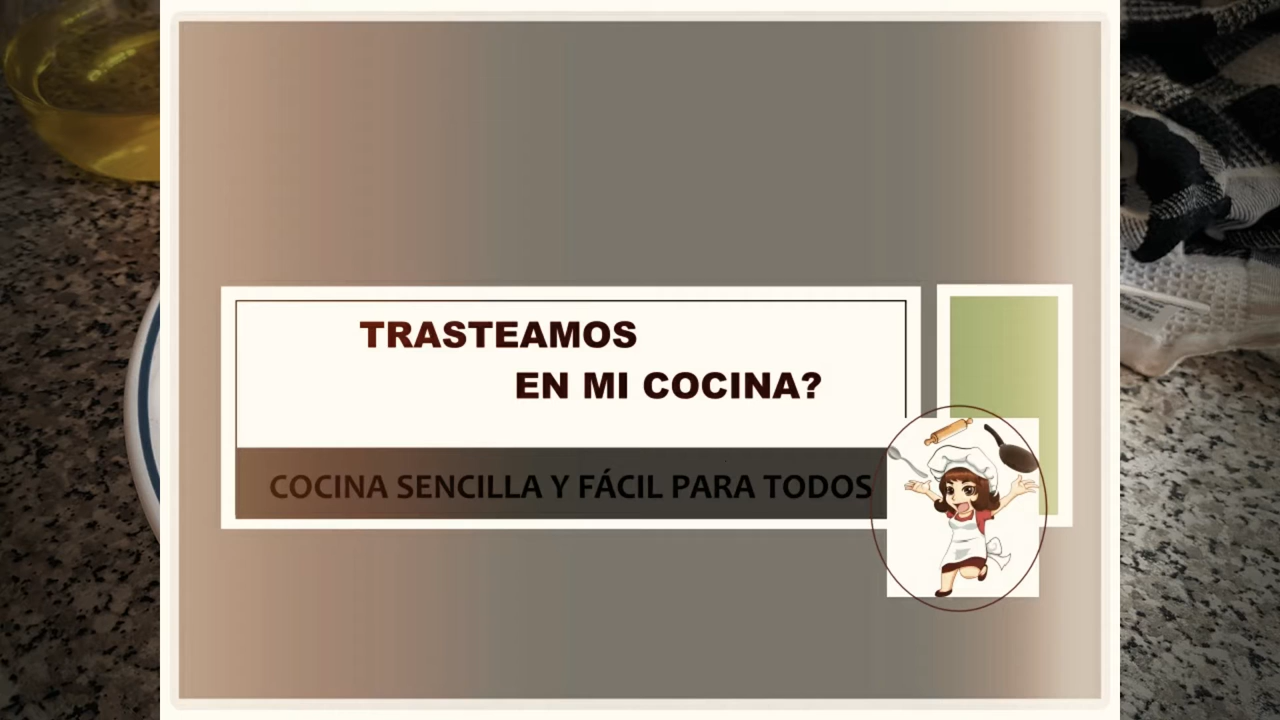 TRASTEAMOS
EN MI COCINA?
COCINA SENCILLA Y FÁCIL PARA TODOS